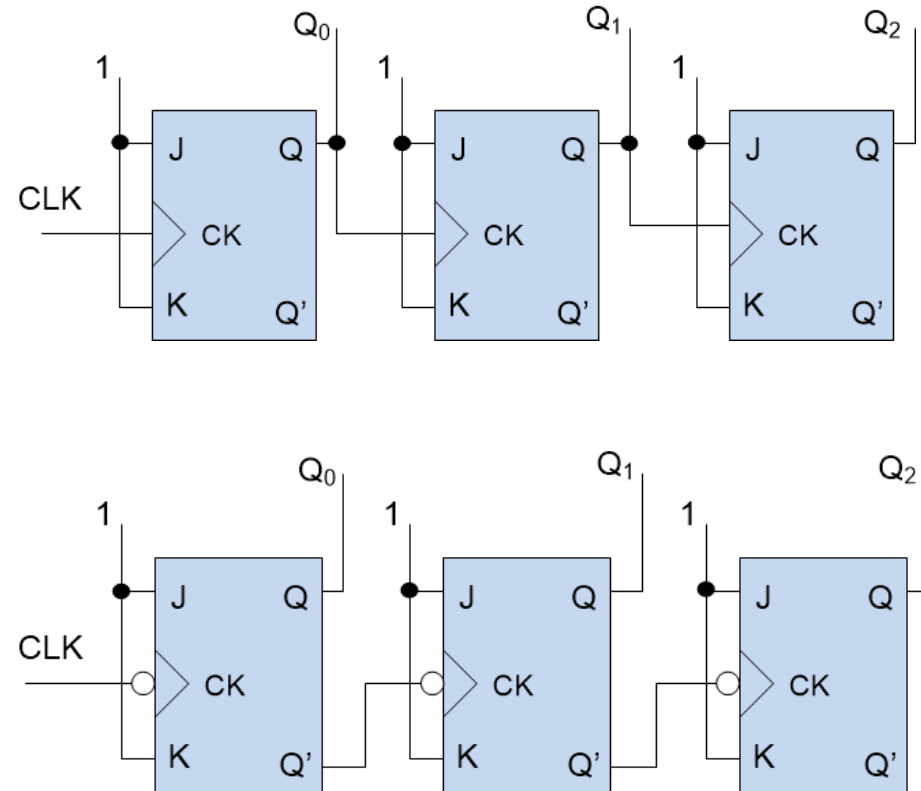 Q₀ Q₁ Q₂
1 1 1
J Q J Q J Q
CLK
CK CK CK
K Q’ K Q’ K Q’
Q₀ Q₁ Q₂
1 1 1
J Q J Q J Q
CLK
CK CK CK
K Q’ K Q’ K Q’